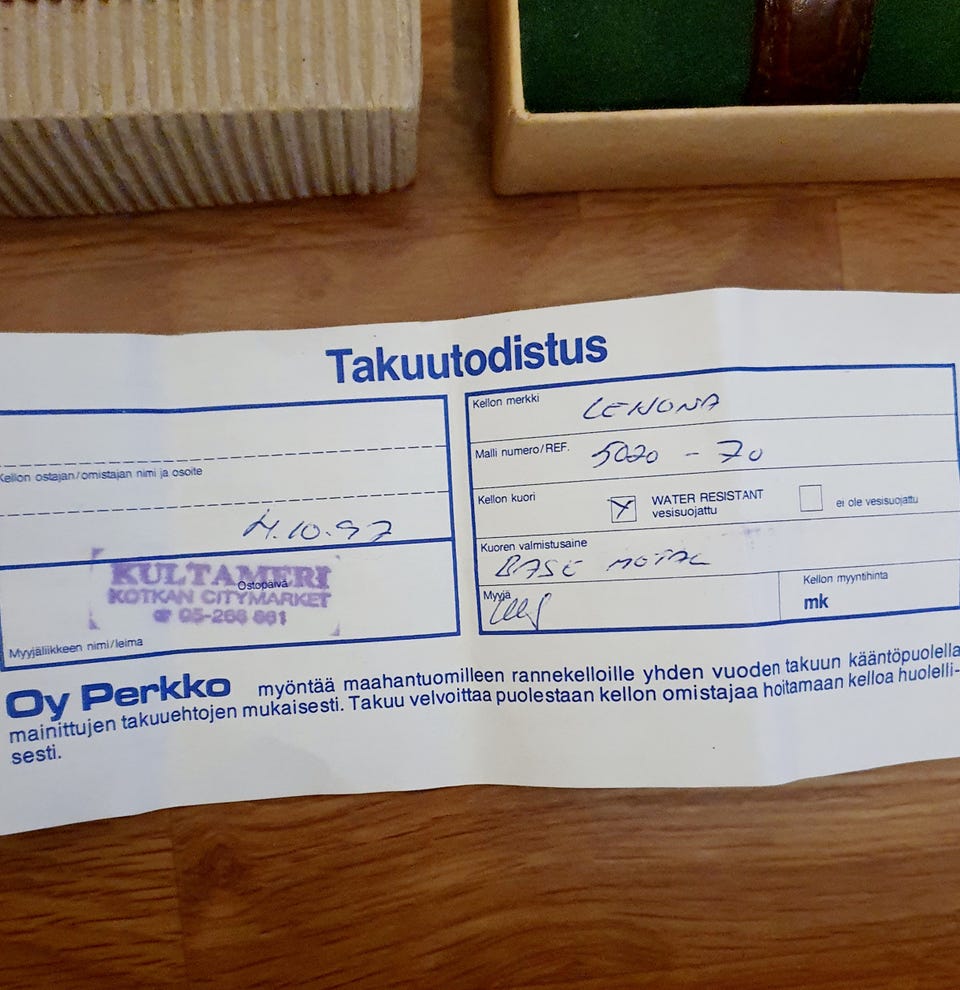 Takuutodistus
Kellon ostajan/omistajan nimi ja osoite
4.10.97
Ostopäivä
KULTAMERI
KOTKAN CITYMARKET
☎ 05-266 661
Myyjäliikkeen nimi/leima
Kellon merkki LENONA
Malli numero/REF. 5020 - 70
Kellon kuori WATER RESISTANT
vesisuojattu
ei ole vesisuojattu
Kuoren valmistusaine
BASE METAL
Myyjä
Kellon myyntihinta
mk
Oy Perkko myöntää maahantuomilleen rannekelloille yhden vuoden takuun kääntöpuolella
mainittujen takuuehtojen mukaisesti. Takuu velvoittaa puolestaan kellon omistajaa hoitamaan kelloa huolelli-
sesti.